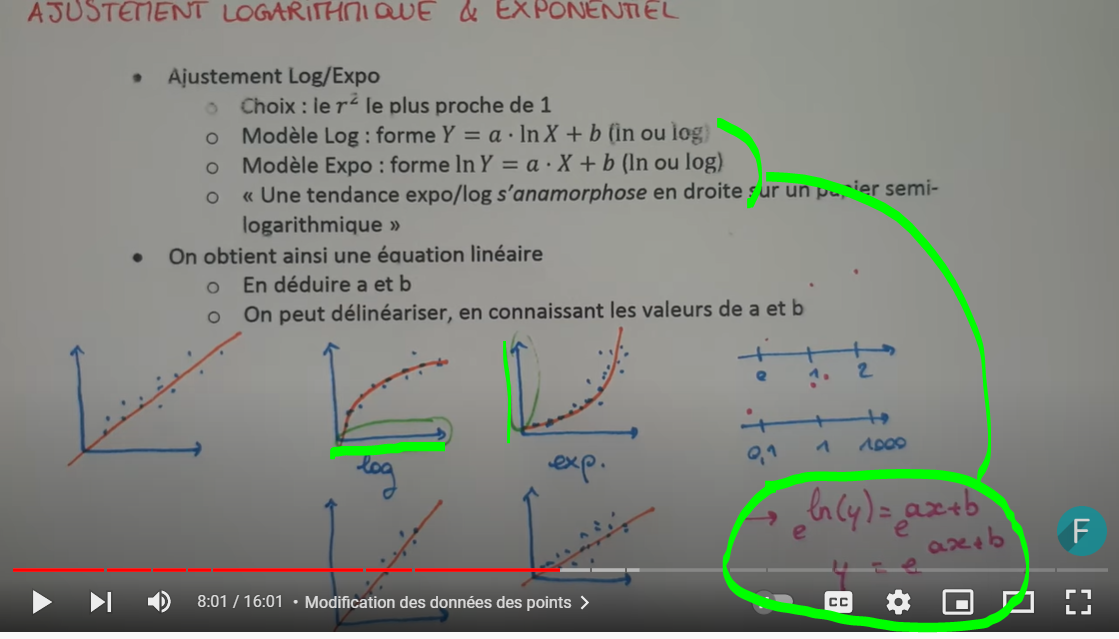 AJUSTEMENT LOGARITHMIQUE & EXPONENTIEL
• Ajustement Log/Expo
○ Choix : le r² le plus proche de 1
○ Modèle Log : forme Y = a · ln X + b (ln ou log)
○ Modèle Expo : forme ln Y = a · X + b (ln ou log)
○ « Une tendance expo/log s'anamorphose en droite sur un papier semi-
logarithmique »
• On obtient ainsi une équation linéaire
○ En déduire a et b
○ On peut délinéariser, en connaissant les valeurs de a et b
0 1 2
0,1 1 1000
log exp.
→ e^ln(y) = e^ax+b
y = e^ax+b
F
8:01 / 16:01 • Modification des données des points >
CC